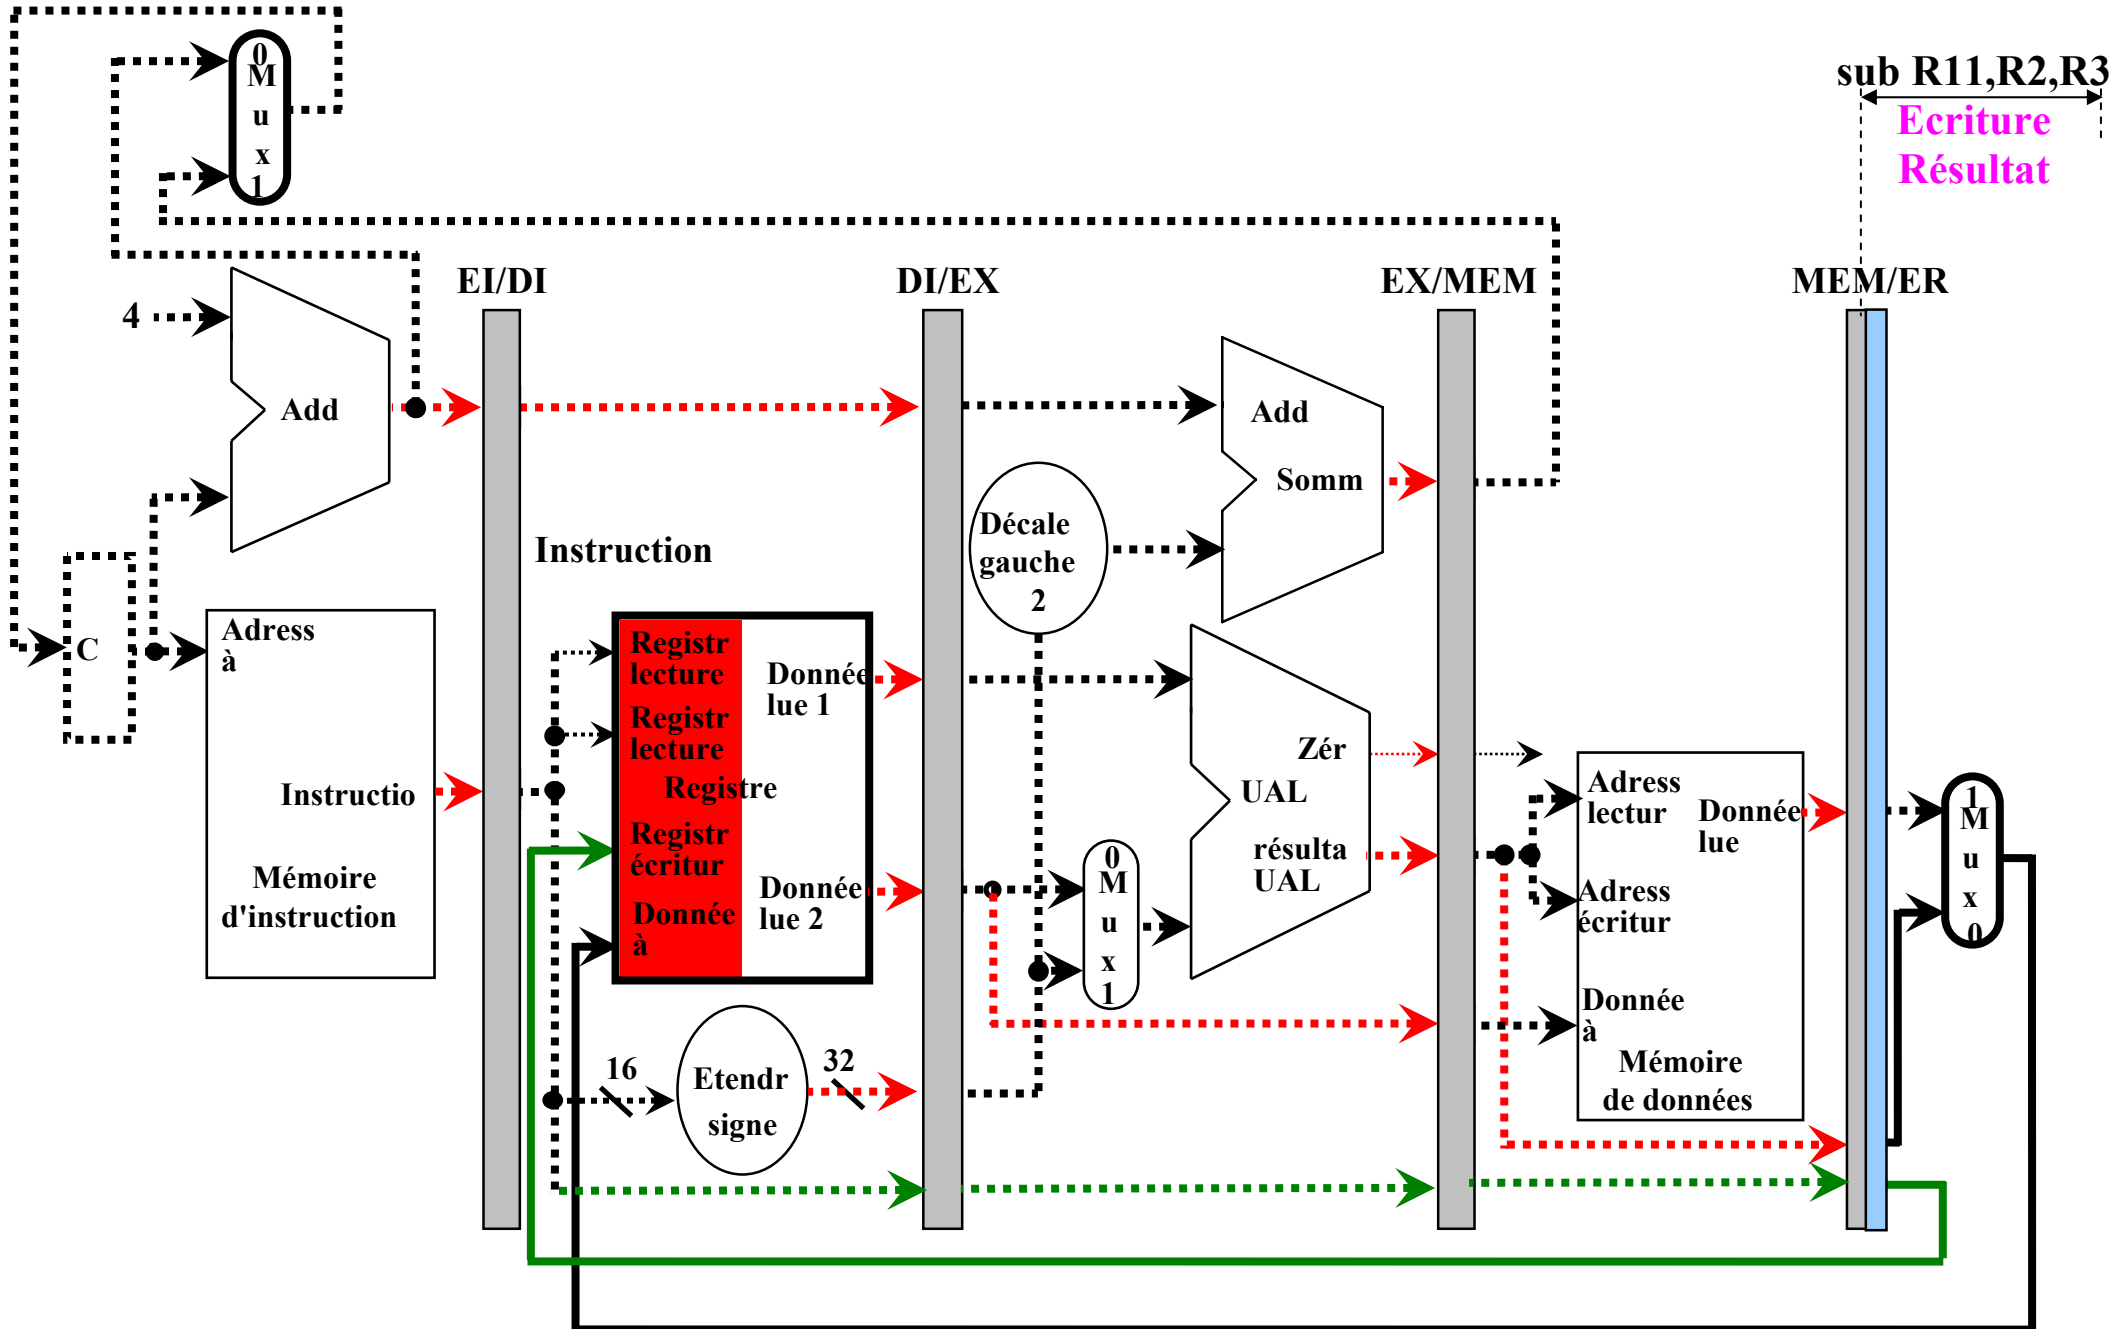 0
M
u
x
1
sub R11,R2,R3
Ecriture
Résultat
EI/DI
DI/EX
EX/MEM
MEM/ER
4
Add
Add
Somm
Décale
gauche
2
Instruction
C
Adress
à
Instructio
Mémoire
d'instruction
Registr
lecture
Registr
lecture
Registre
Registr
écritur
Donnée
à
Donnée
lue 1
Donnée
lue 2
Zér
UAL
résulta
UAL
0
M
u
x
1
Adress
lectur
Donnée
lue
Adress
écritur
Donnée
à
Mémoire
de données
1
M
u
x
0
16
Etendr
signe
32